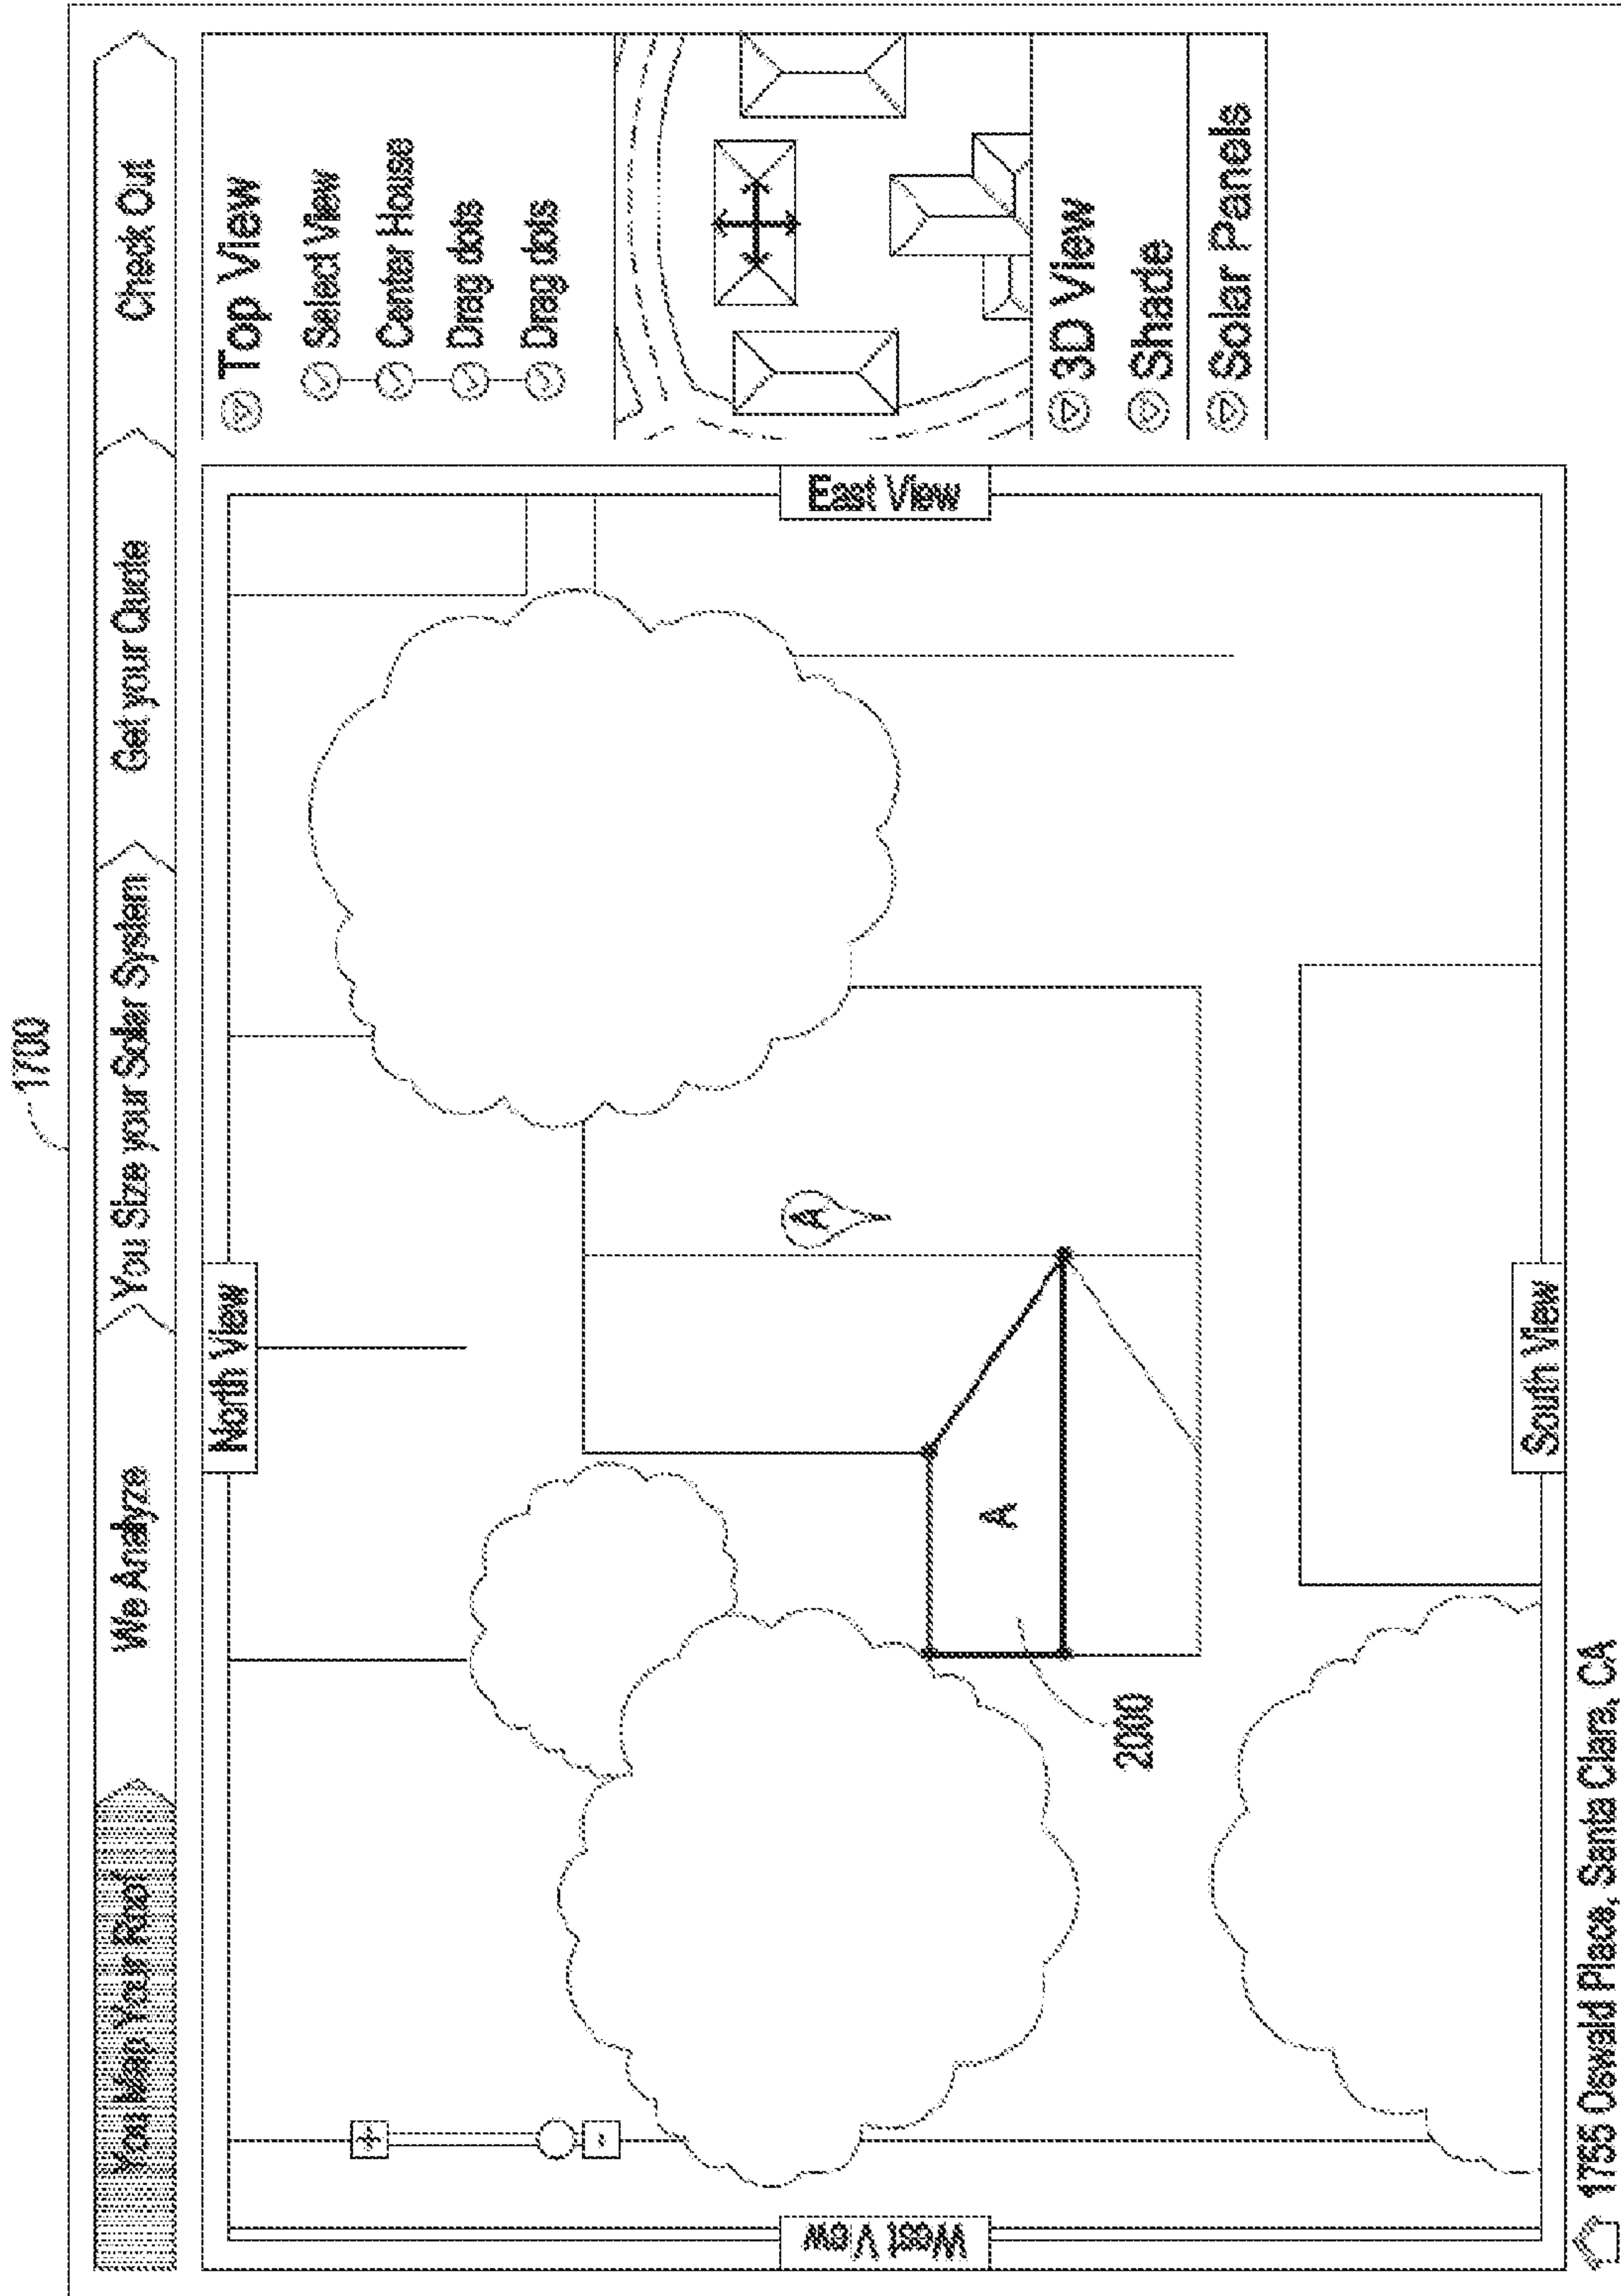 1700
You Map Your Roof
We Analyze
You Size your Solar System
Get your Quote
Check Out
North View
West View
East View
South View
+
-
A
A
2000
Top View
Select View
Center House
Drag dots
Drag dots
3D View
Shade
Solar Panels
1755 Oswald Place, Santa Clara, CA